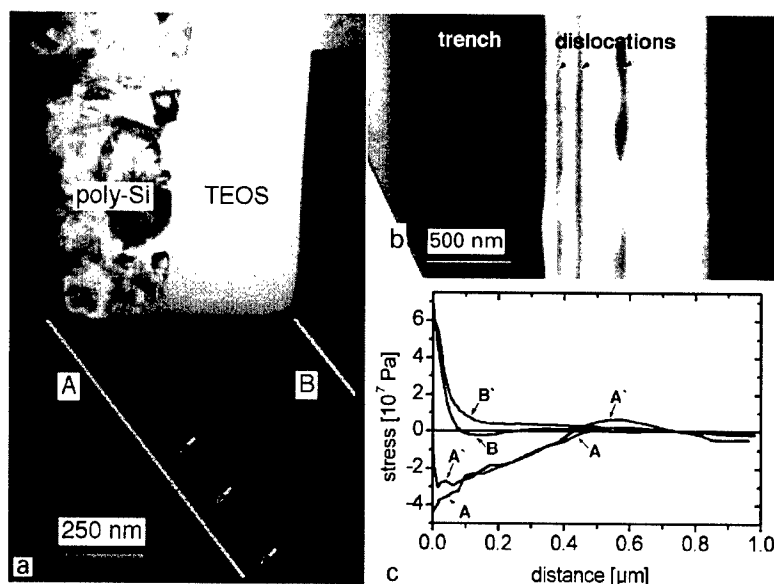 poly-Si
TEOS
A
B
250 nm
a
trench
dislocations
b
500 nm
stress [10⁷ Pa]
6
4
2
0
-2
-4
B`
A`
B
A
A`
A
0.0 0.2 0.4 0.6 0.8 1.0
c
distance [µm]